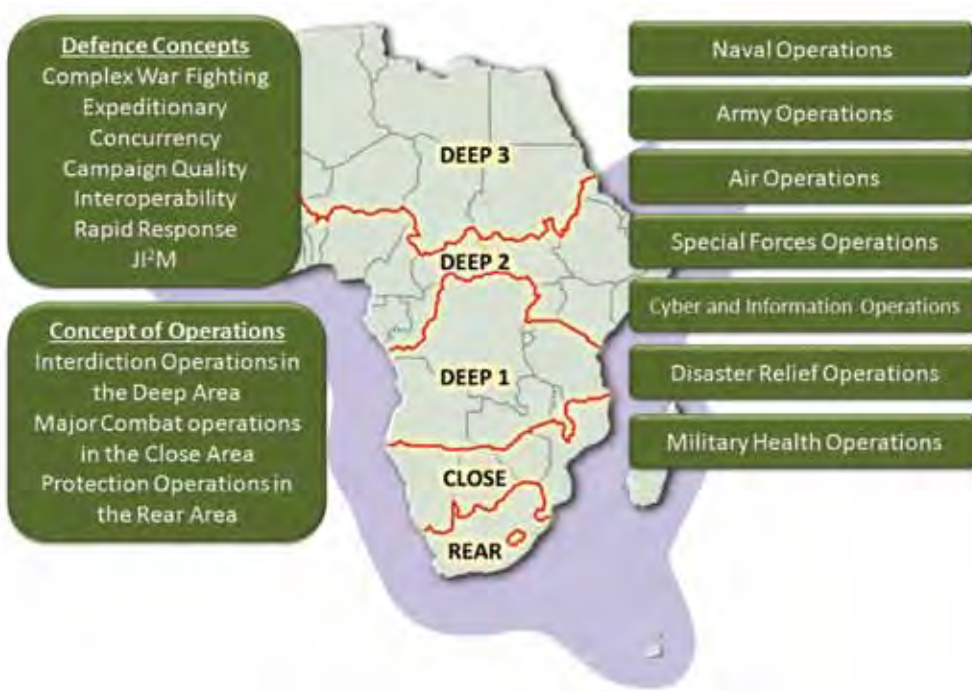 Defence Concepts
Complex War Fighting
Expeditionary
Concurrency
Campaign Quality
Interoperability
Rapid Response
JI²M
Concept of Operations
Interdiction Operations in
the Deep Area
Major Combat operations
in the Close Area
Protection Operations in
the Rear Area
DEEP 3
DEEP 2
DEEP 1
CLOSE
REAR
Naval Operations
Army Operations
Air Operations
Special Forces Operations
Cyber and Information Operations
Disaster Relief Operations
Military Health Operations